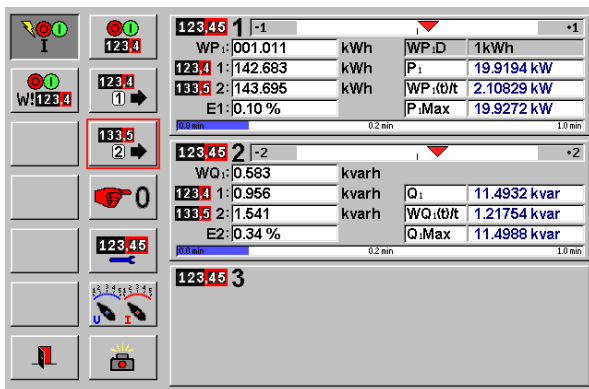 I
123,4
W!123,4
123,4
1
133,5
2
0
123,45
U I
123,45 1 -1 +1
WP1: 001.011 kWh WP1D 1kWh
123,4 1: 142.683 kWh P1 19.9194 kW
133,5 2: 143.695 kWh WP1(t)/t 2.10829 kW
E1: 0.10 % P1Max 19.9272 kW
0.0 min 0.2 min 1.0 min
123,45 2 -2 +2
WQ1: 0.583 kvarh
123,4 1: 0.956 kvarh Q1 11.4932 kvar
133,5 2: 1.541 kvarh WQ1(t)/t 1.21754 kvar
E2: 0.34 % Q1Max 11.4988 kvar
0.0 min 0.2 min 1.0 min
123,45 3